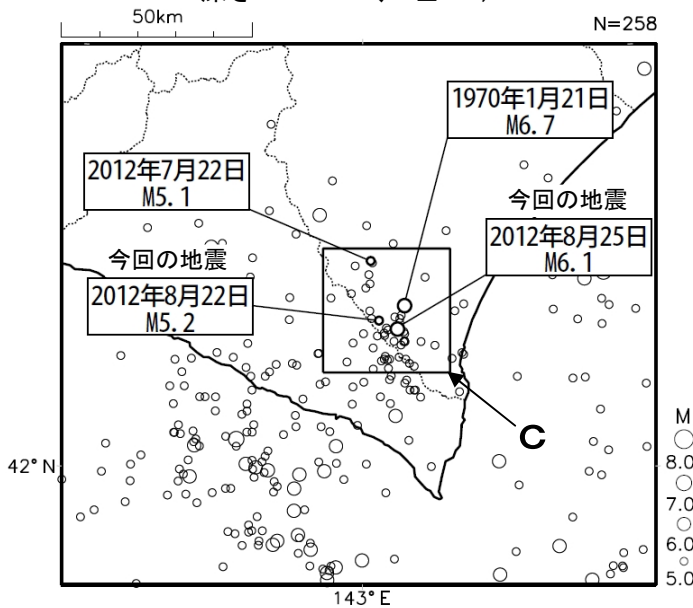 50km
N=258
1970年1月21日
M6.7
2012年7月22日
M5.1
今回の地震
2012年8月25日
M6.1
今回の地震
2012年8月22日
M5.2
C
M
42°N
8.0
7.0
6.0
5.0
143°E